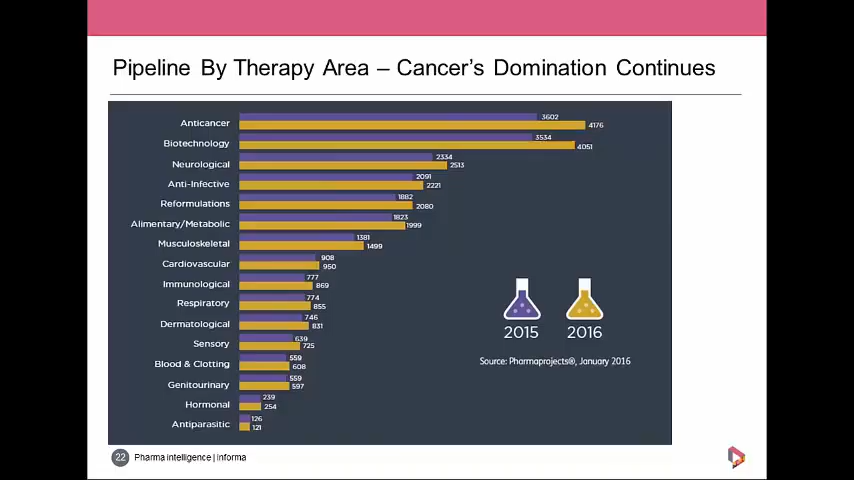 Pipeline By Therapy Area – Cancer's Domination Continues
Anticancer 3602 4176
Biotechnology 3534 4051
Neurological 2334 2513
Anti-Infective 2091 2221
Reformulations 1882 2080
Alimentary/Metabolic 1823 1999
Musculoskeletal 1381 1499
Cardiovascular 908 950
Immunological 777 869
Respiratory 774 855
Dermatological 746 831
Sensory 639 725
Blood & Clotting 559 608
Genitourinary 559 597
Hormonal 239 254
Antiparasitic 126 121
2015 2016
Source: Pharmaprojects®, January 2016
22 Pharma intelligence | informa